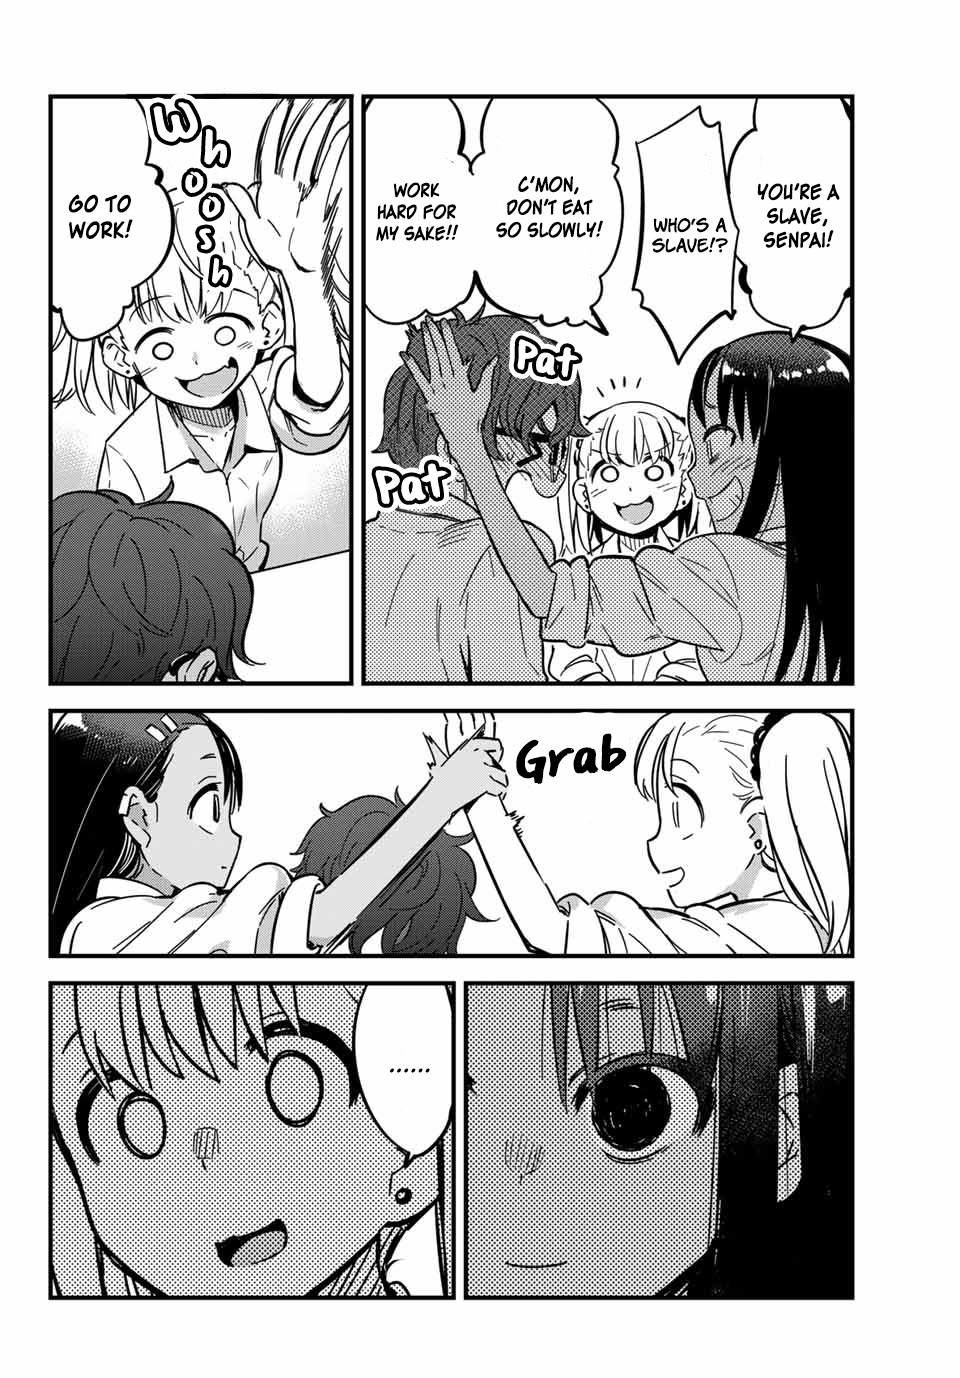 YOU'RE A
SLAVE,
SENPAI!
WHO'S A
SLAVE!?
C'MON,
DON'T EAT
SO SLOWLY!
WORK
HARD FOR
MY SAKE!!
Pat
Pat
Whoosh
GO TO
WORK!
Grab
.......